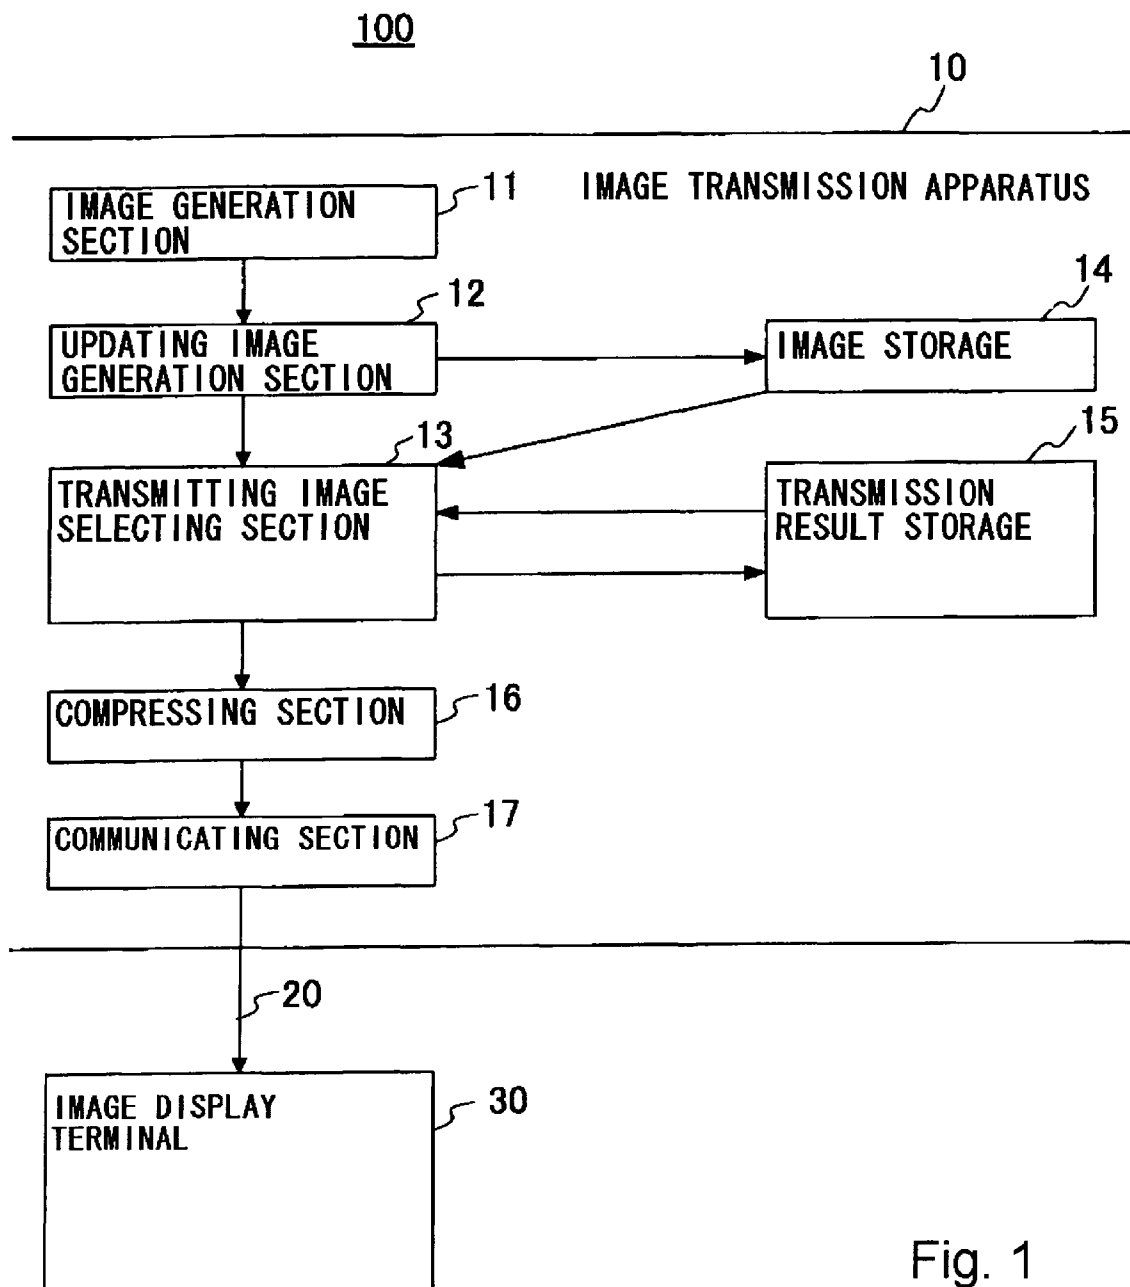 100
10
IMAGE TRANSMISSION APPARATUS
11
IMAGE GENERATION
SECTION
12
UPDATING IMAGE
GENERATION SECTION
14
IMAGE STORAGE
13
TRANSMITTING IMAGE
SELECTING SECTION
15
TRANSMISSION
RESULT STORAGE
16
COMPRESSING SECTION
17
COMMUNICATING SECTION
20
30
IMAGE DISPLAY
TERMINAL
Fig. 1